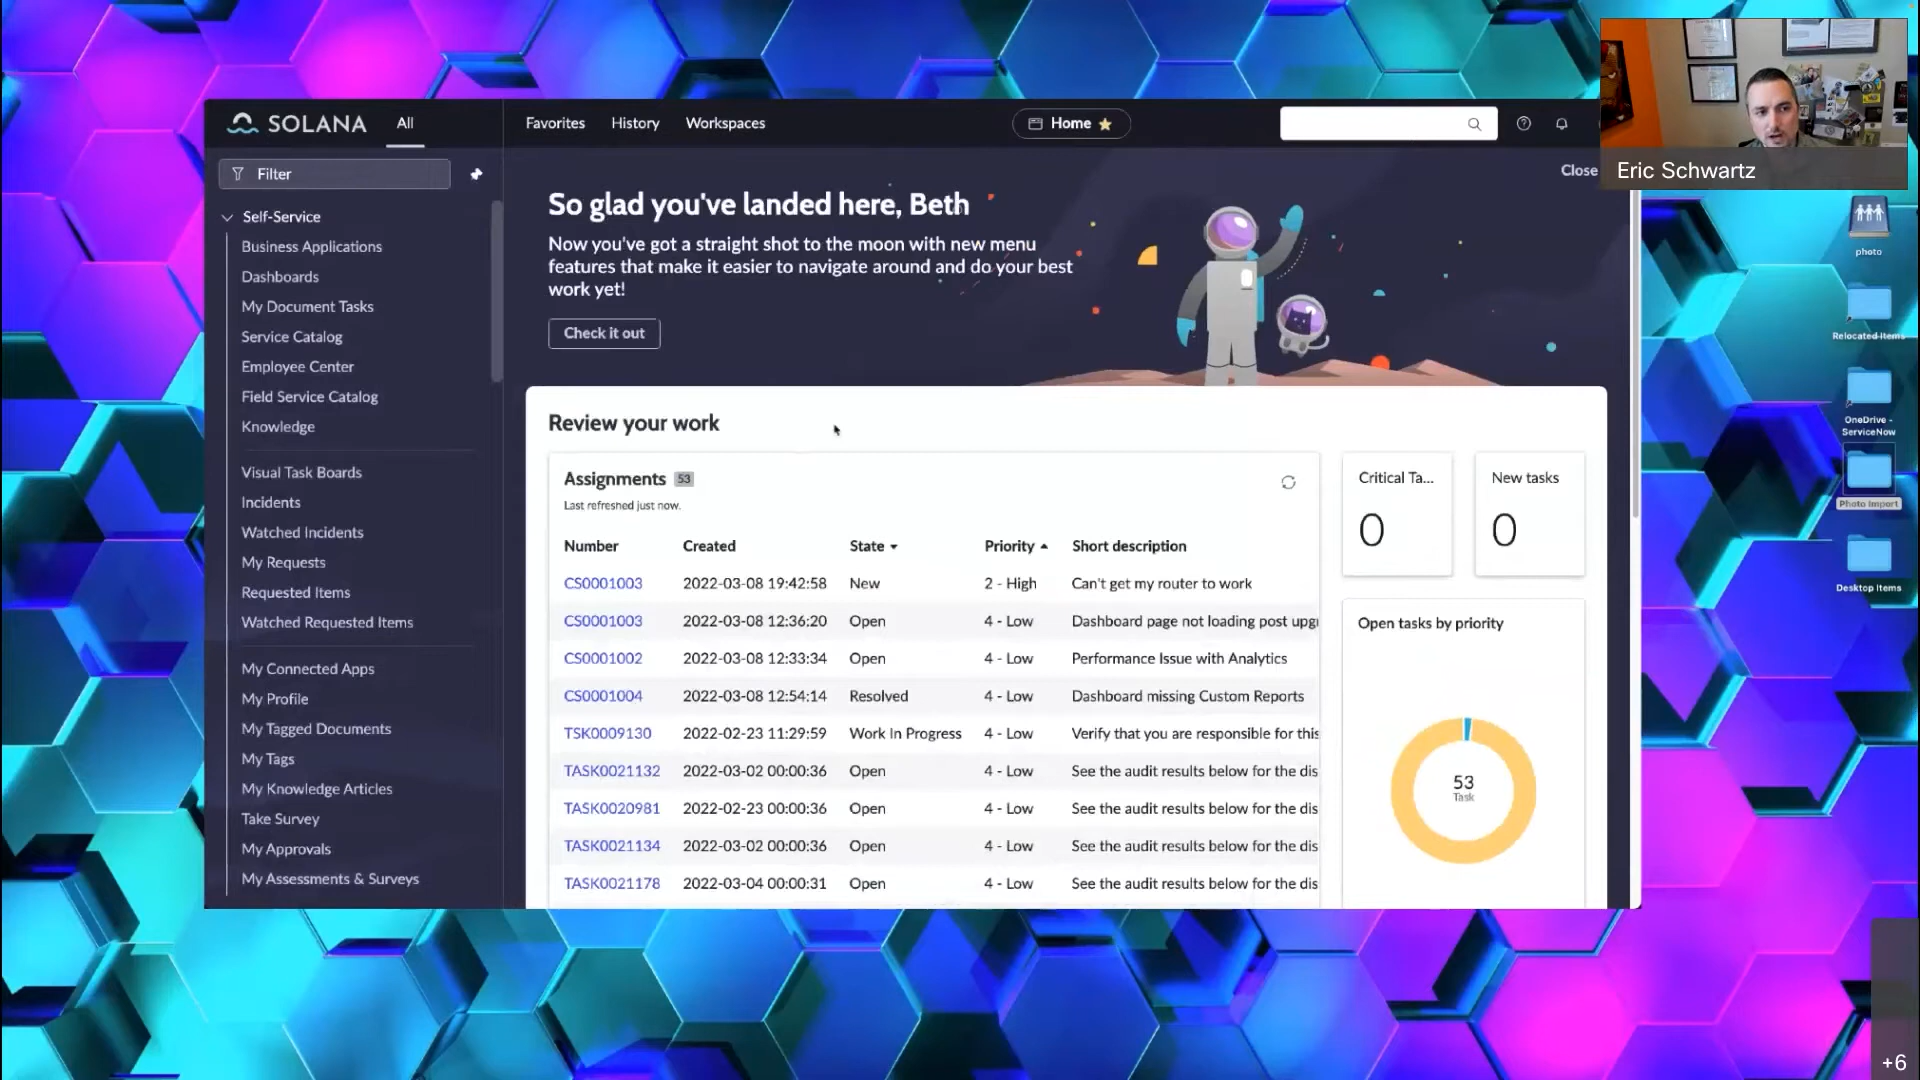 SOLANA
All
Favorites
History
Workspaces
Home
Eric Schwartz
Filter
Close
Self-Service
Business Applications
Dashboards
My Document Tasks
Service Catalog
Employee Center
Field Service Catalog
Knowledge
Visual Task Boards
Incidents
Watched Incidents
My Requests
Requested Items
Watched Requested Items
My Connected Apps
My Profile
My Tagged Documents
My Tags
My Knowledge Articles
Take Survey
My Approvals
My Assessments & Surveys
So glad you've landed here, Beth
Now you've got a straight shot to the moon with new menu
features that make it easier to navigate around and do your best
work yet!
Check it out
Review your work
Assignments 53
Last refreshed just now.
Number Created State Priority Short description
CS0001003 2022-03-08 19:42:58 New 2 - High Can't get my router to work
CS0001003 2022-03-08 12:36:20 Open 4 - Low Dashboard page not loading post upg
CS0001002 2022-03-08 12:33:34 Open 4 - Low Performance Issue with Analytics
CS0001004 2022-03-08 12:54:14 Resolved 4 - Low Dashboard missing Custom Reports
TSK0009130 2022-02-23 11:29:59 Work In Progress 4 - Low Verify that you are responsible for this
TASK0021132 2022-03-02 00:00:36 Open 4 - Low See the audit results below for the dis
TASK0020981 2022-02-23 00:00:36 Open 4 - Low See the audit results below for the dis
TASK0021134 2022-03-02 00:00:36 Open 4 - Low See the audit results below for the dis
TASK0021178 2022-03-04 00:00:31 Open 4 - Low See the audit results below for the dis
Critical Ta...
0
New tasks
0
Open tasks by priority
53
Task
photo
Relocated Items
OneDrive -
ServiceNow
Photo Import
Desktop Items
+6